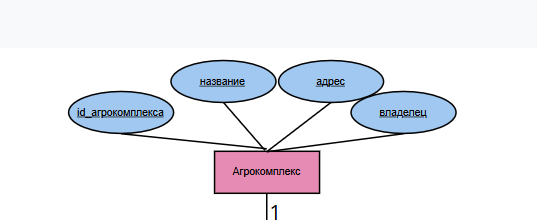 название
адрес
id_агрокомплекса
владелец
Агрокомплекс
1